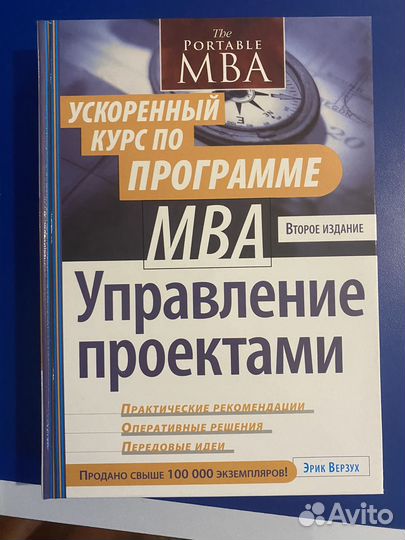 The
PORTABLE
MBA
УСКОРЕННЫЙ
КУРС ПО
ПРОГРАММЕ
MBA
ВТОРОЕ ИЗДАНИЕ
Управление
проектами
ПРАКТИЧЕСКИЕ РЕКОМЕНДАЦИИ
ОПЕРАТИВНЫЕ РЕШЕНИЯ
ПЕРЕДОВЫЕ ИДЕИ
ПРОДАНО СВЫШЕ 100 000 ЭКЗЕМПЛЯРОВ!
ЭРИК ВЕРЗУХ
Avito